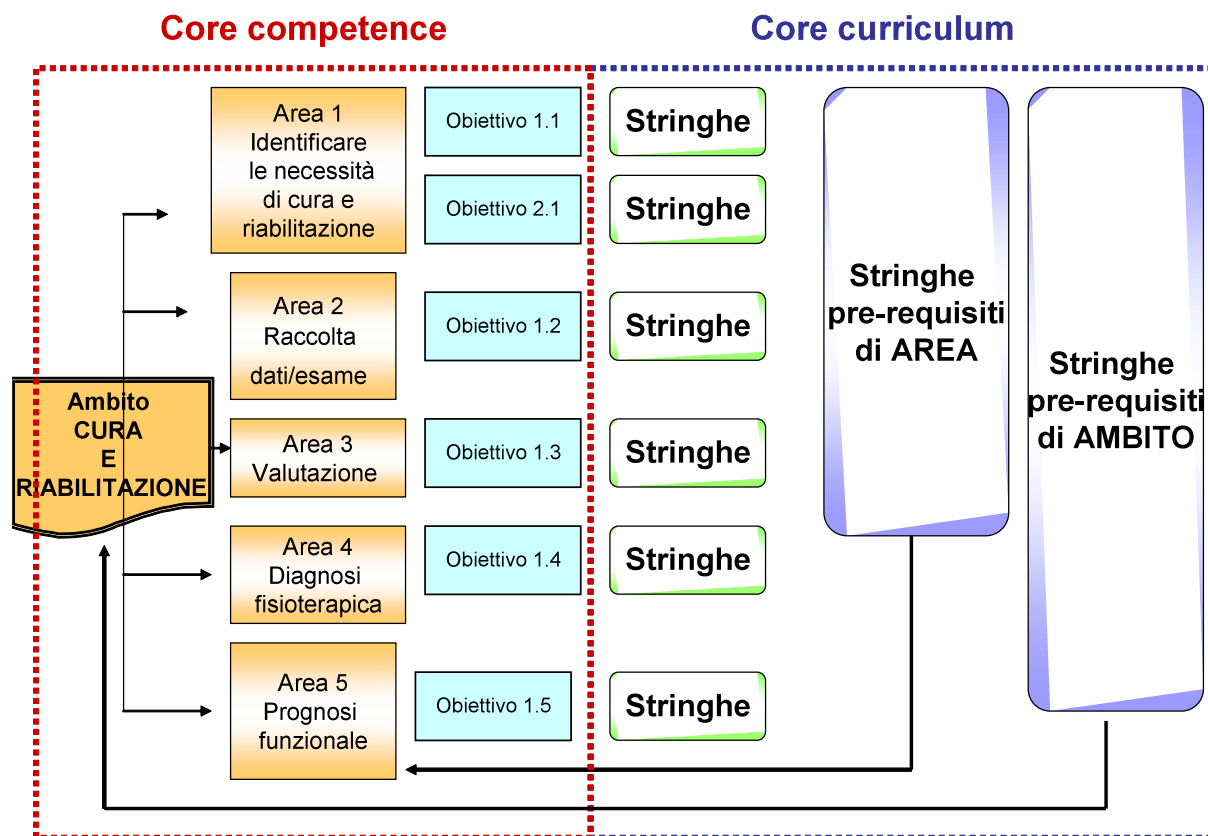 Core competence
Core curriculum
Area 1
Identificare
le necessità
di cura e
riabilitazione
Obiettivo 1.1
Stringhe
Obiettivo 2.1
Stringhe
Area 2
Raccolta
dati/esame
Obiettivo 1.2
Stringhe
Stringhe
pre-requisiti
di AREA
Stringhe
pre-requisiti
di AMBITO
Ambito
CURA
E
RIABILITAZIONE
Area 3
Valutazione
Obiettivo 1.3
Stringhe
Area 4
Diagnosi
fisioterapica
Obiettivo 1.4
Stringhe
Area 5
Prognosi
funzionale
Obiettivo 1.5
Stringhe